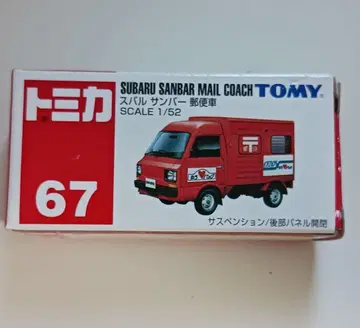 トミカ
67
SUBARU SANBAR MAIL COACH TOMY
スバル サンバー 郵便車
SCALE 1/52
サスペンション/後部パネル開閉
〒